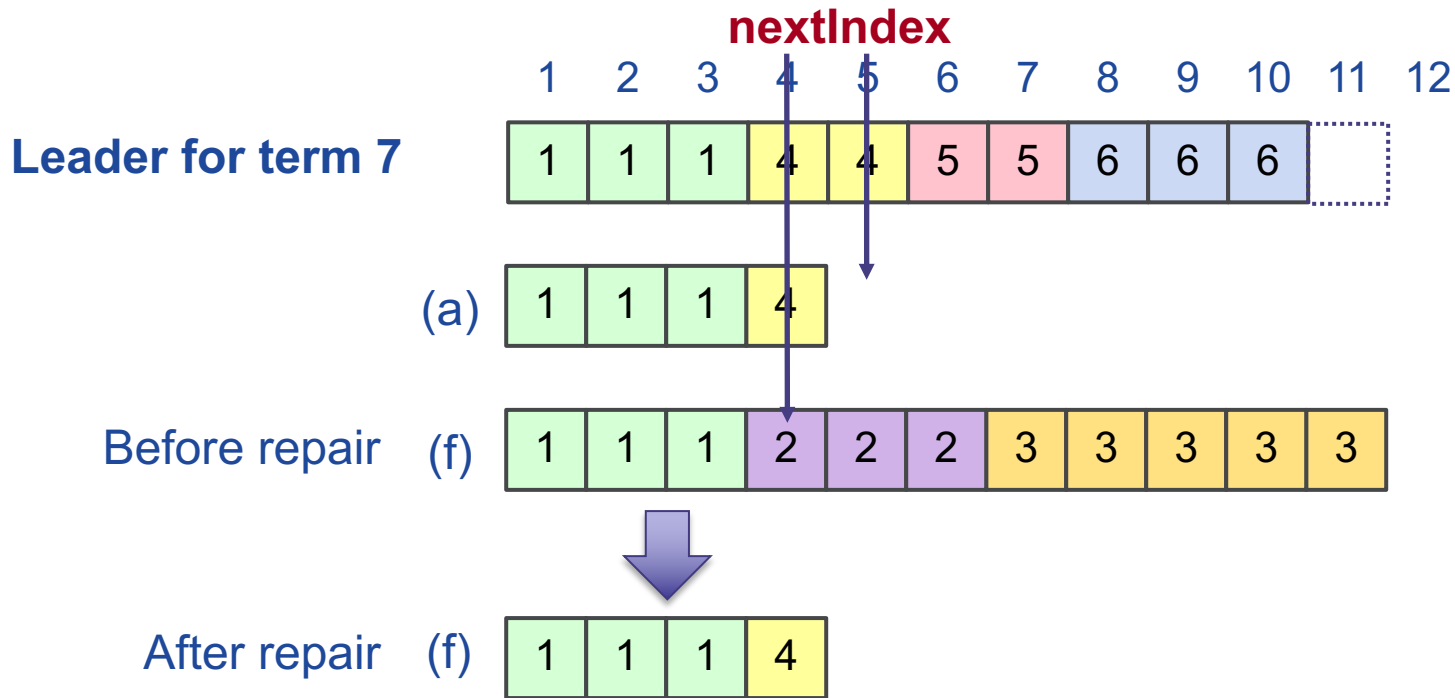 nextIndex
1 2 3 4 5 6 7 8 9 10 11 12
Leader for term 7 1 1 1 4 4 5 5 6 6 6
(a) 1 1 1 4
Before repair (f) 1 1 1 2 2 2 3 3 3 3 3
After repair (f) 1 1 1 4